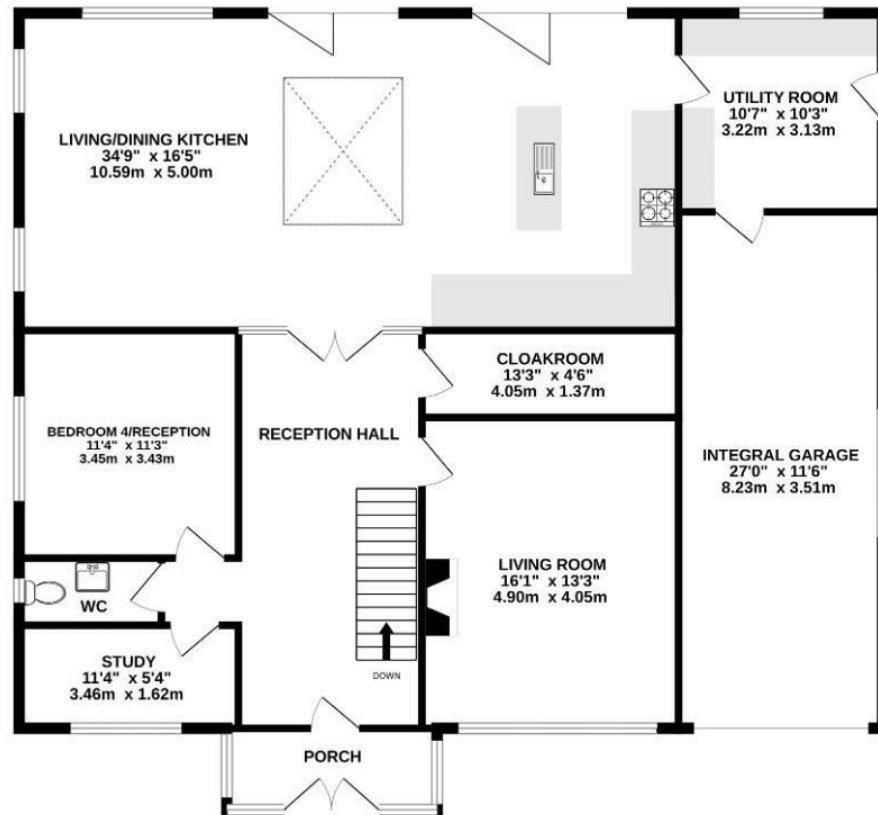 LIVING/DINING KITCHEN
34'9" x 16'5"
10.59m x 5.00m
UTILITY ROOM
10'7" x 10'3"
3.22m x 3.13m
CLOAKROOM
13'3" x 4'6"
4.05m x 1.37m
BEDROOM 4/RECEPTION
11'4" x 11'3"
3.45m x 3.43m
RECEPTION HALL
INTEGRAL GARAGE
27'0" x 11'6"
8.23m x 3.51m
LIVING ROOM
16'1" x 13'3"
4.90m x 4.05m
WC
STUDY
11'4" x 5'4"
3.46m x 1.62m
DOWN
PORCH